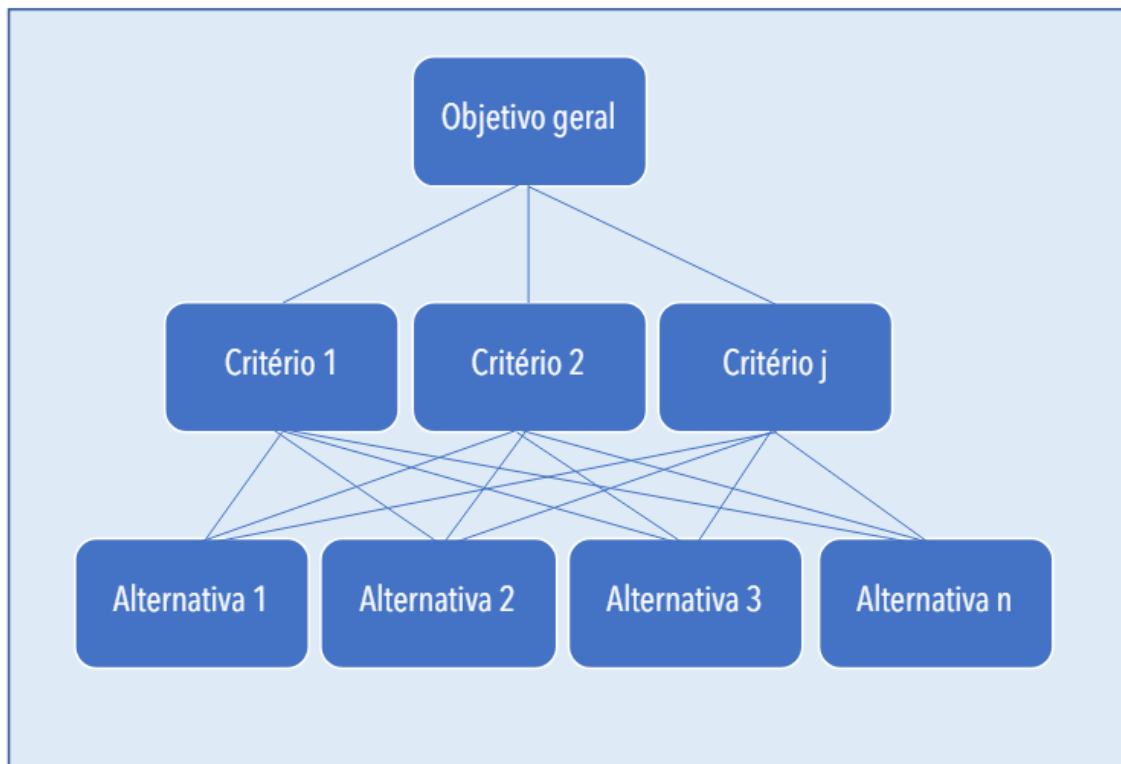 Objetivo geral
Critério 1
Critério 2
Critério j
Alternativa 1
Alternativa 2
Alternativa 3
Alternativa n